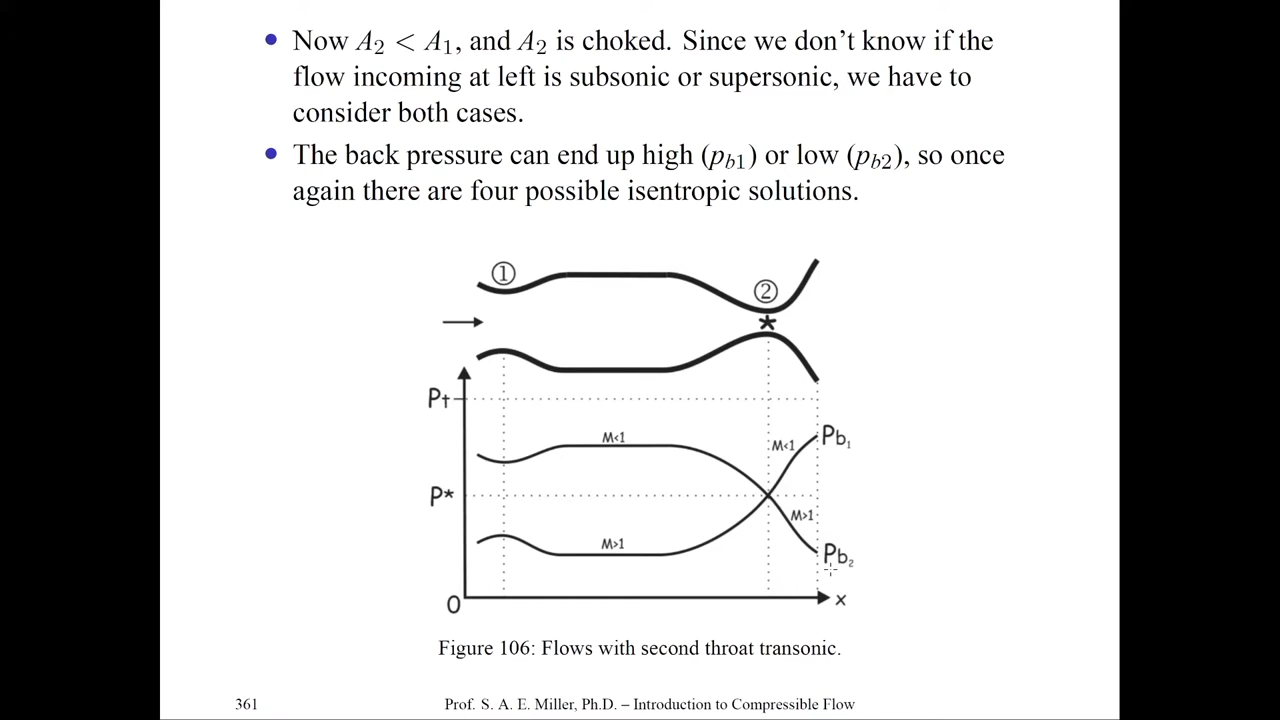 • Now A₂ < A₁, and A₂ is choked. Since we don't know if the
flow incoming at left is subsonic or supersonic, we have to
consider both cases.
• The back pressure can end up high (p_b1) or low (p_b2), so once
again there are four possible isentropic solutions.
①
②
*
P†
M<1
M<1
Pb₁
P*
M>1
M>1
Pb₂
0
x
Figure 106: Flows with second throat transonic.
361 Prof. S. A. E. Miller, Ph.D. – Introduction to Compressible Flow